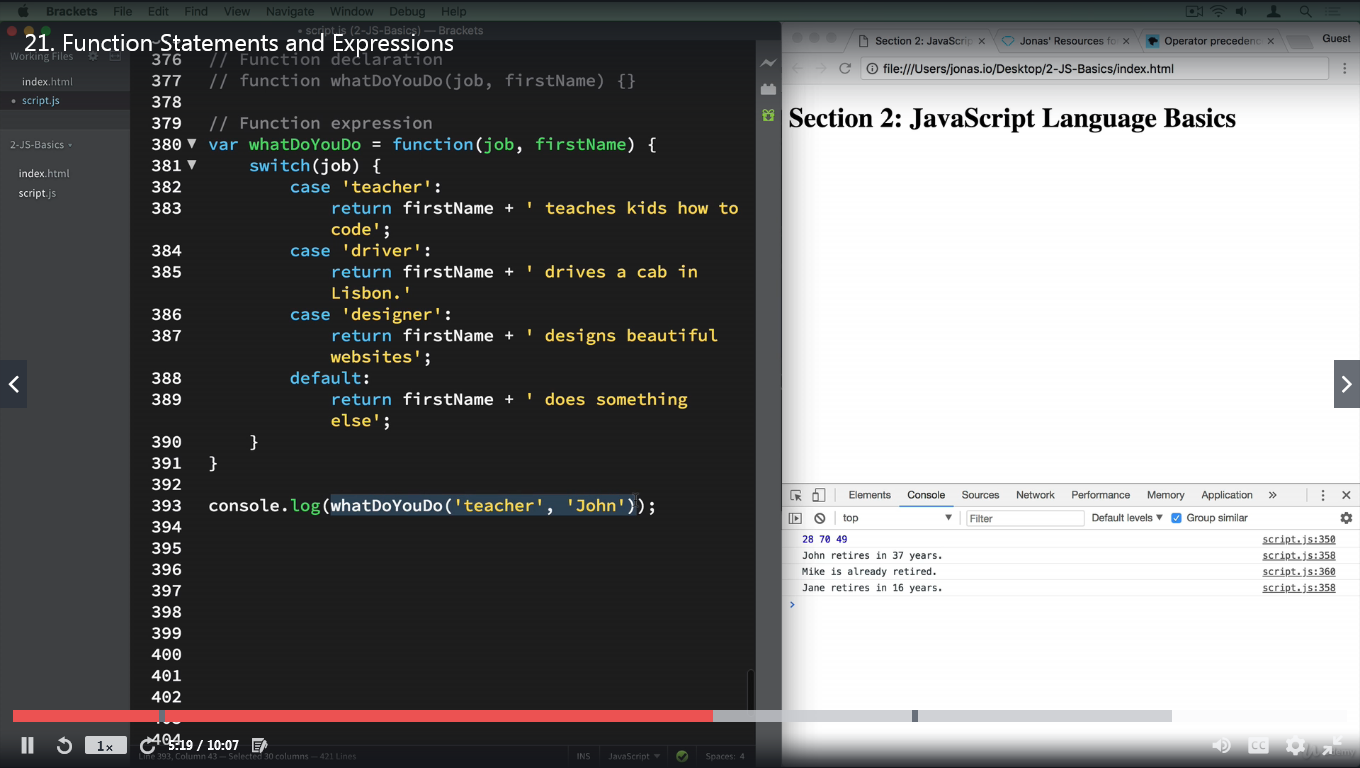 Brackets File Edit Find View Navigate Window Debug Help
• script.js (2-JS-Basics) — Brackets
21. Function Statements and Expressions
Working Files
index.html
• script.js
2-JS-Basics
index.html
script.js
376 // Function declaration
377 // function whatDoYouDo(job, firstName) {}
378
379 // Function expression
380 var whatDoYouDo = function(job, firstName) {
381 switch(job) {
382 case 'teacher':
383 return firstName + ' teaches kids how to
code';
384 case 'driver':
385 return firstName + ' drives a cab in
Lisbon.'
386 case 'designer':
387 return firstName + ' designs beautiful
websites';
388 default:
389 return firstName + ' does something
else';
390 }
391 }
392
393 console.log(whatDoYouDo('teacher', 'John'));
394
395
396
397
398
399
400
401
402
403
404
Line 393, Column 43 — Selected 30 columns — 421 Lines
INS JavaScript Spaces: 4
5:19 / 10:07
1x
CC
Section 2: JavaScrip × Jonas' Resources fo × Operator precedenc × Guest
file:///Users/jonas.io/Desktop/2-JS-Basics/index.html
Section 2: JavaScript Language Basics
Elements Console Sources Network Performance Memory Application » ×
top Filter Default levels Group similar
28 70 49 script.js:350
John retires in 37 years. script.js:358
Mike is already retired. script.js:360
Jane retires in 16 years. script.js:358
>